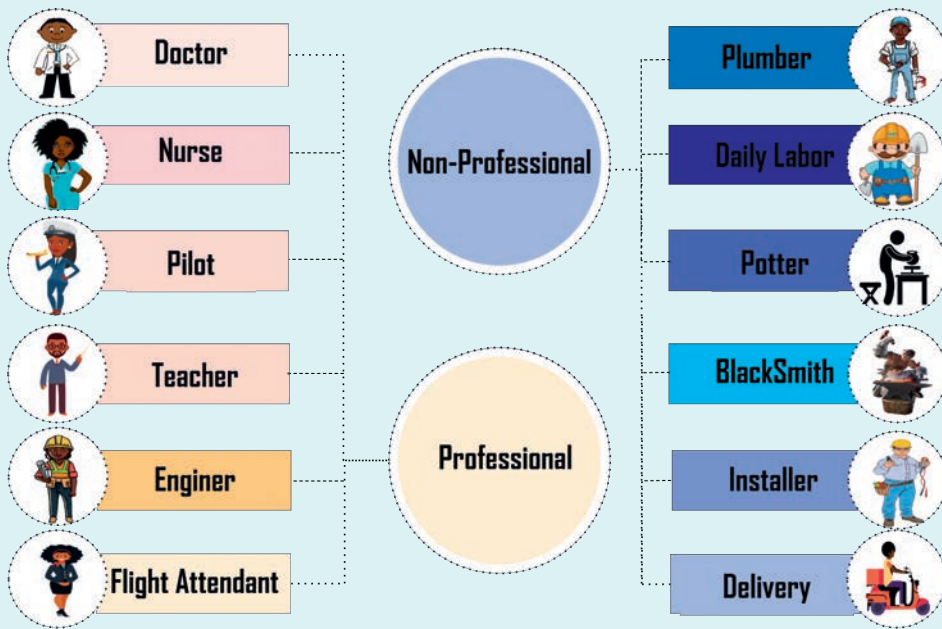 Doctor
Nurse
Pilot
Teacher
Enginer
Flight Attendant
Non-Professional
Professional
Plumber
Daily Labor
Potter
BlackSmith
Installer
Delivery